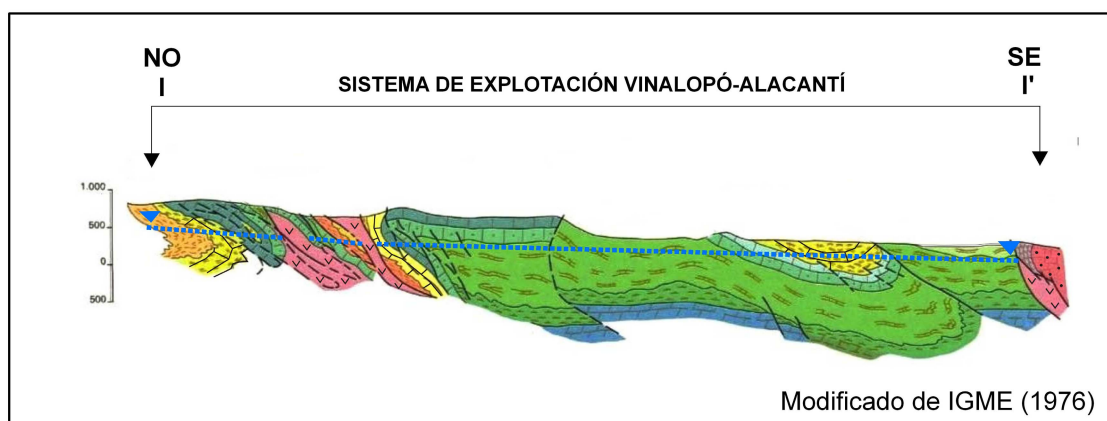 NO
I
SISTEMA DE EXPLOTACIÓN VINALOPÓ-ALACANTÍ
SE
I'
1.000
500
0
500
Modificado de IGME (1976)